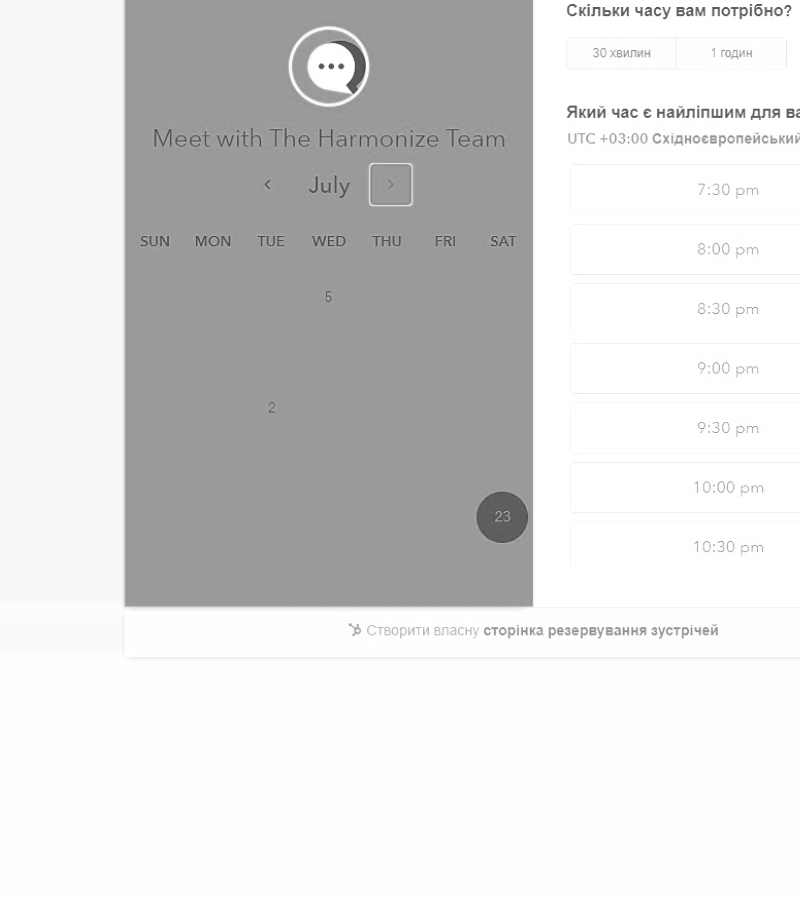 Meet with The Harmonize Team
July
SUN MON TUE WED THU FRI SAT
5
2
23
Скільки часу вам потрібно?
30 хвилин 1 годин
Який час є найліпшим для
UTC +03:00 Східноєвропейський
7:30 pm
8:00 pm
8:30 pm
9:00 pm
9:30 pm
10:00 pm
10:30 pm
Створити власну сторінка резервування зустрічей